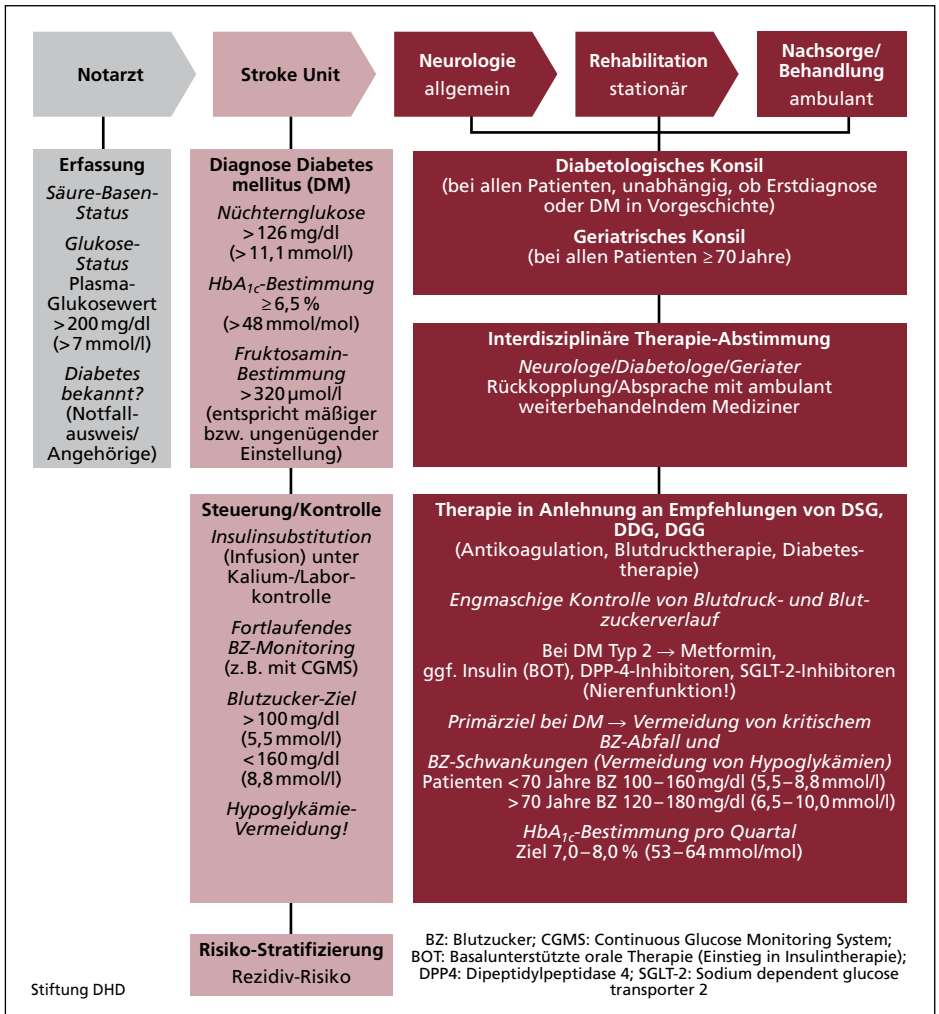 Notarzt
Stroke Unit
Neurologie
allgemein
Rehabilitation
stationär
Nachsorge/
Behandlung
ambulant
Erfassung
Säure-Basen-
Status
Glukose-
Status
Plasma-
Glukosewert
>200 mg/dl
(>7 mmol/l)
Diabetes
bekannt?
(Notfall-
ausweis/
Angehörige)
Diagnose Diabetes
mellitus (DM)
Nüchternglukose
>126 mg/dl
(>11,1 mmol/l)
HbA1c-Bestimmung
≥6,5 %
(>48 mmol/mol)
Fruktosamin-
Bestimmung
>320 µmol/l
(entspricht mäßiger
bzw. ungenügender
Einstellung)
Steuerung/Kontrolle
Insulinsubstitution
(Infusion) unter
Kalium-/Labor-
kontrolle
Fortlaufendes
BZ-Monitoring
(z. B. mit CGMS)
Blutzucker-Ziel
>100 mg/dl
(5,5 mmol/l)
<160 mg/dl
(8,8 mmol/l)
Hypoglykämie-
Vermeidung!
Risiko-Stratifizierung
Rezidiv-Risiko
Diabetologisches Konsil
(bei allen Patienten, unabhängig, ob Erstdiagnose
oder DM in Vorgeschichte)
Geriatrisches Konsil
(bei allen Patienten ≥70 Jahre)
Interdisziplinäre Therapie-Abstimmung
Neurologe/Diabetologe/Geriater
Rückkopplung/Absprache mit ambulant
weiterbehandelndem Mediziner
Therapie in Anlehnung an Empfehlungen von DSG,
DDG, DGG
(Antikoagulation, Blutdrucktherapie, Diabetes-
therapie)
Engmaschige Kontrolle von Blutdruck- und Blut-
zuckerverlauf
Bei DM Typ 2 → Metformin,
ggf. Insulin (BOT), DPP-4-Inhibitoren, SGLT-2-Inhibitoren
(Nierenfunktion!)
Primärziel bei DM → Vermeidung von kritischem
BZ-Abfall und
BZ-Schwankungen (Vermeidung von Hypoglykämien)
Patienten <70 Jahre BZ 100–160 mg/dl (5,5–8,8 mmol/l)
>70 Jahre BZ 120–180 mg/dl (6,5–10,0 mmol/l)
HbA1c-Bestimmung pro Quartal
Ziel 7,0–8,0 % (53–64 mmol/mol)
BZ: Blutzucker; CGMS: Continuous Glucose Monitoring System;
BOT: Basalunterstützte orale Therapie (Einstieg in Insulintherapie);
DPP4: Dipeptidylpeptidase 4; SGLT-2: Sodium dependent glucose
transporter 2
Stiftung DHD